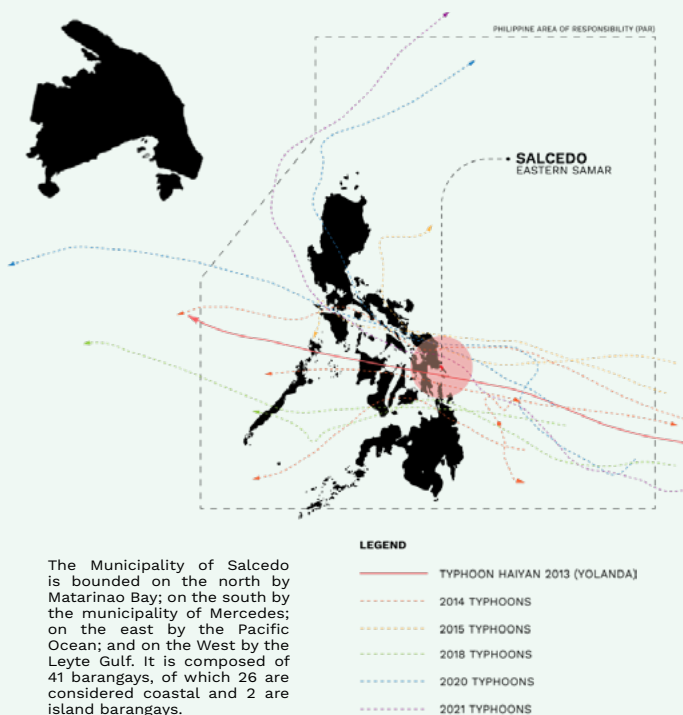 PHILIPPINE AREA OF RESPONSIBILITY (PAR)
SALCEDO
EASTERN SAMAR
The Municipality of Salcedo
is bounded on the north by
Matarinao Bay; on the south by
the municipality of Mercedes;
on the east by the Pacific
Ocean; and on the West by the
Leyte Gulf. It is composed of
41 barangays, of which 26 are
considered coastal and 2 are
island barangays.
LEGEND
TYPHOON HAIYAN 2013 (YOLANDA)
2014 TYPHOONS
2015 TYPHOONS
2018 TYPHOONS
2020 TYPHOONS
2021 TYPHOONS